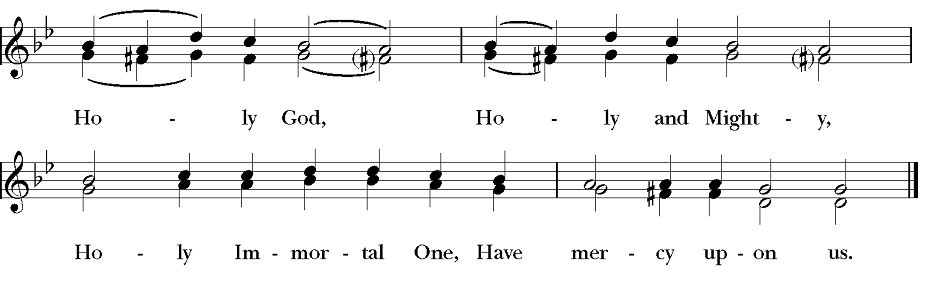 Ho - ly God, Ho - ly and Might - y,
Ho - ly Im - mor - tal One, Have mer - cy up - on us.